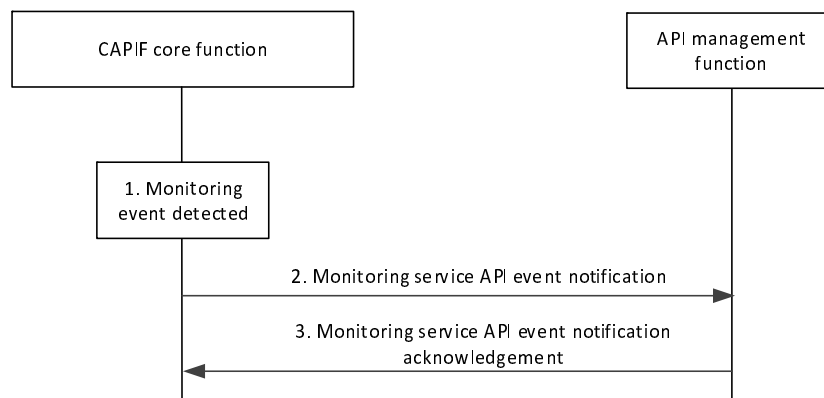 CAPIF core function
API management
function
1. Monitoring
event detected
2. Monitoring service API event notification
3. Monitoring service API event notification
acknowledgement